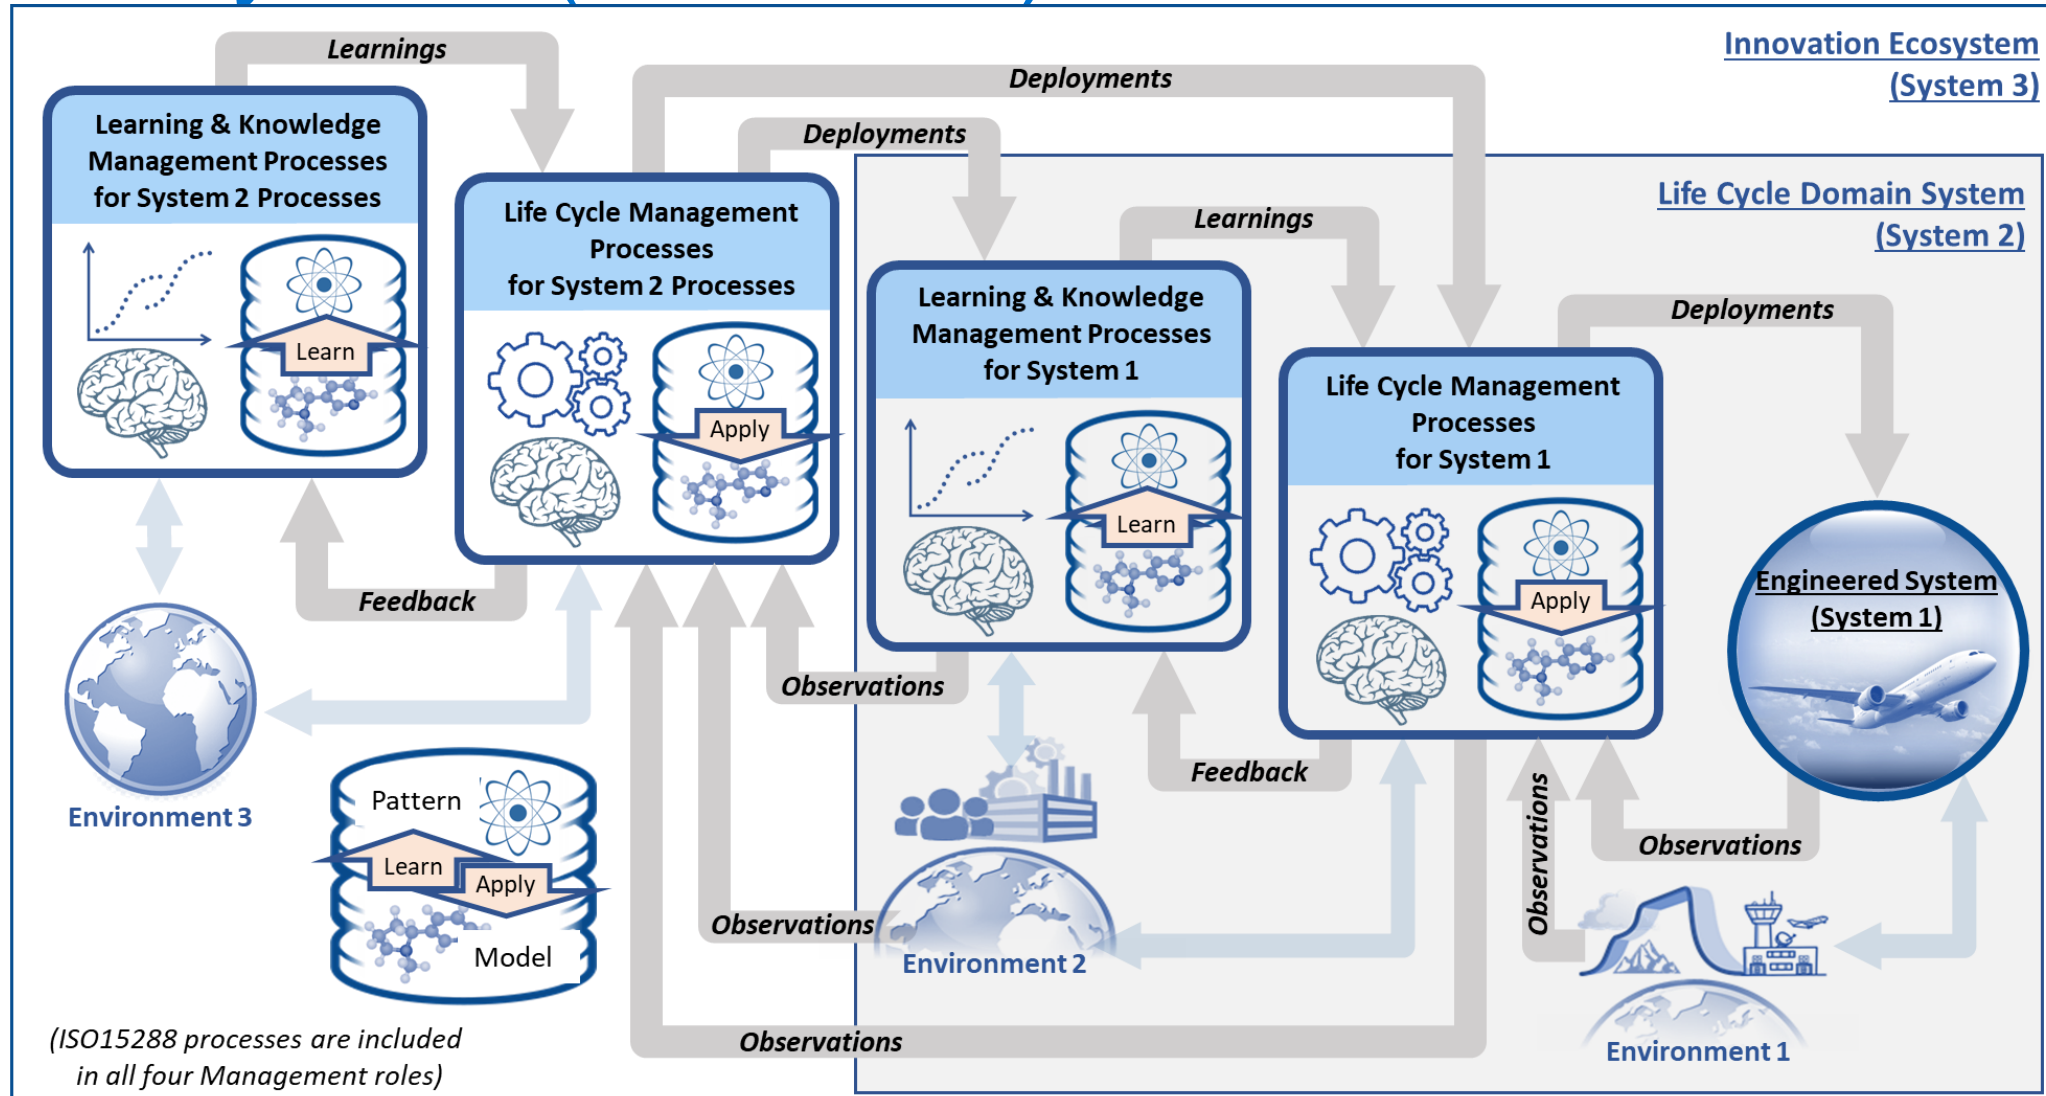 Learnings
Deployments
Innovation Ecosystem
(System 3)
Learning & Knowledge
Management Processes
for System 2 Processes
Deployments
Life Cycle Management
Processes
for System 2 Processes
Life Cycle Domain System
(System 2)
Learnings
Learning & Knowledge
Management Processes
for System 1
Deployments
Life Cycle Management
Processes
for System 1
Learn
Apply
Learn
Apply
Engineered System
(System 1)
Feedback
Observations
Feedback
Observations
Observations
Environment 3
Pattern
Learn
Apply
Model
Observations
Environment 2
Observations
Environment 1
(ISO15288 processes are included
in all four Management roles)